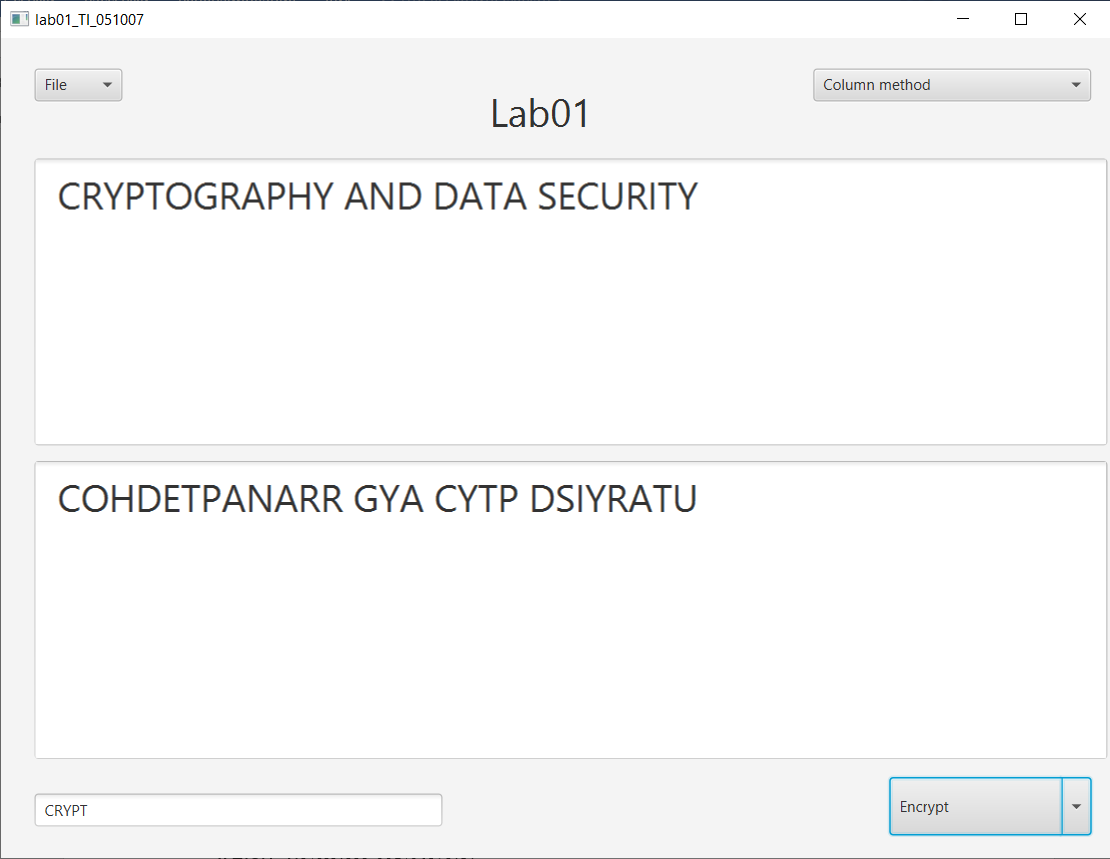 lab01_TI_051007
File
Column method
Lab01
CRYPTOGRAPHY AND DATA SECURITY
COHDETPANARR GYA CYTP DSIYRATU
CRYPT
Encrypt